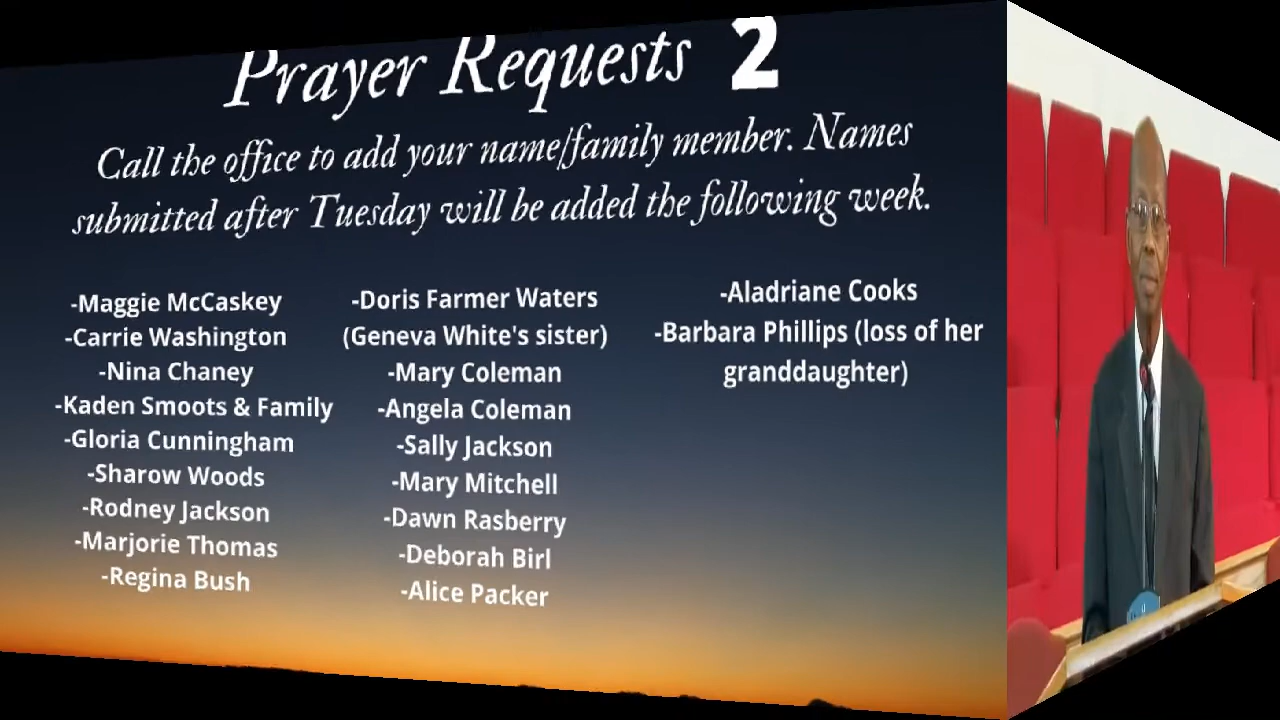 Prayer Requests 2
Call the office to add your name/family member. Names
submitted after Tuesday will be added the following week.
-Maggie McCaskey
-Carrie Washington
-Nina Chaney
-Kaden Smoots & Family
-Gloria Cunningham
-Sharow Woods
-Rodney Jackson
-Marjorie Thomas
-Regina Bush
-Doris Farmer Waters
(Geneva White's sister)
-Mary Coleman
-Angela Coleman
-Sally Jackson
-Mary Mitchell
-Dawn Rasberry
-Deborah Birl
-Alice Packer
-Aladriane Cooks
-Barbara Phillips (loss of her
granddaughter)